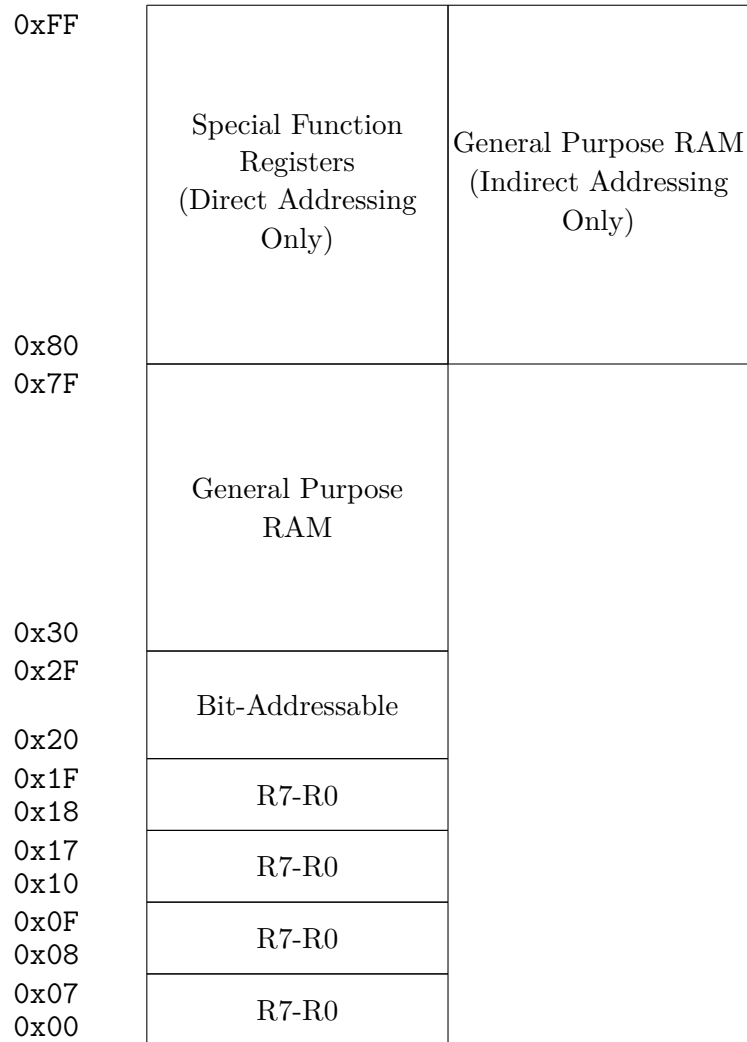 0xFF
Special Function
Registers
(Direct Addressing
Only)
General Purpose RAM
(Indirect Addressing
Only)
0x80
0x7F
General Purpose
RAM
0x30
0x2F
Bit-Addressable
0x20
0x1F
R7-R0
0x18
0x17
R7-R0
0x10
0x0F
R7-R0
0x08
0x07
R7-R0
0x00